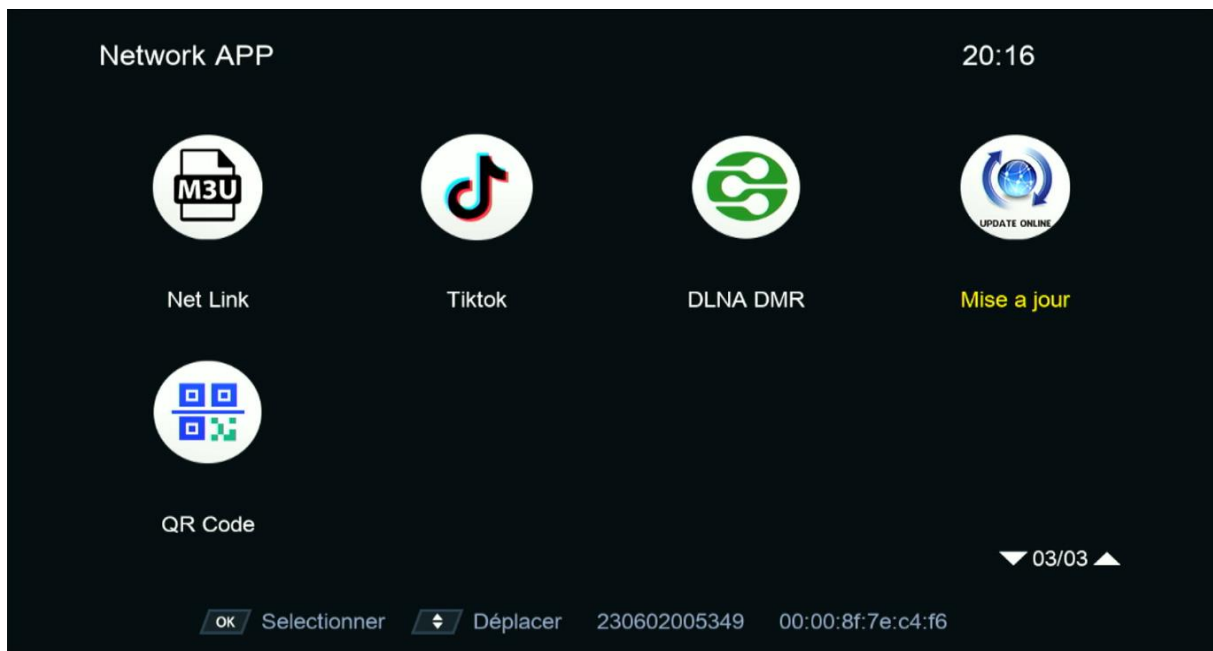 Network APP 20:16
M3U
UPDATE ONLINE
Net Link Tiktok DLNA DMR Mise a jour
QR Code
03/03
OK Selectionner Déplacer 230602005349 00:00:8f:7e:c4:f6